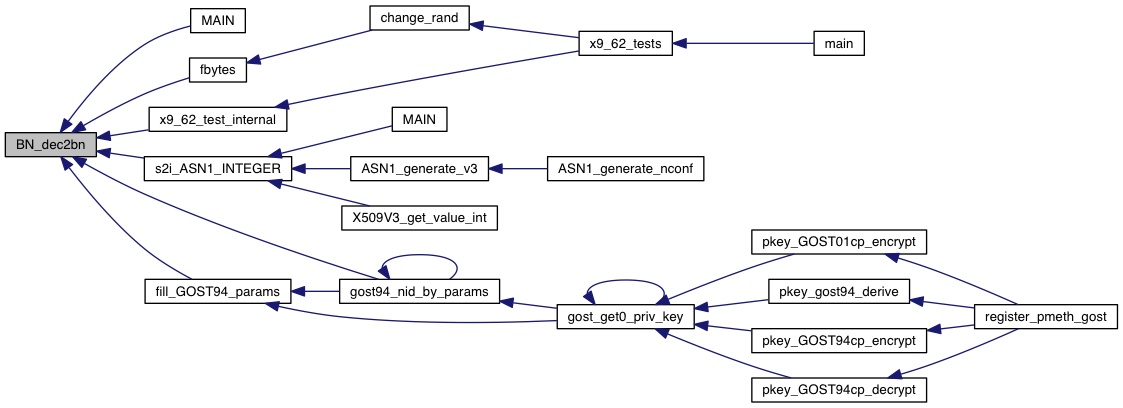 MAIN
change_rand
x9_62_tests
main
fbytes
x9_62_test_internal
MAIN
BN_dec2bn
s2i_ASN1_INTEGER
ASN1_generate_v3
ASN1_generate_nconf
X509V3_get_value_int
pkey_GOST01cp_encrypt
fill_GOST94_params
gost94_nid_by_params
pkey_gost94_derive
gost_get0_priv_key
register_pmeth_gost
pkey_GOST94cp_encrypt
pkey_GOST94cp_decrypt